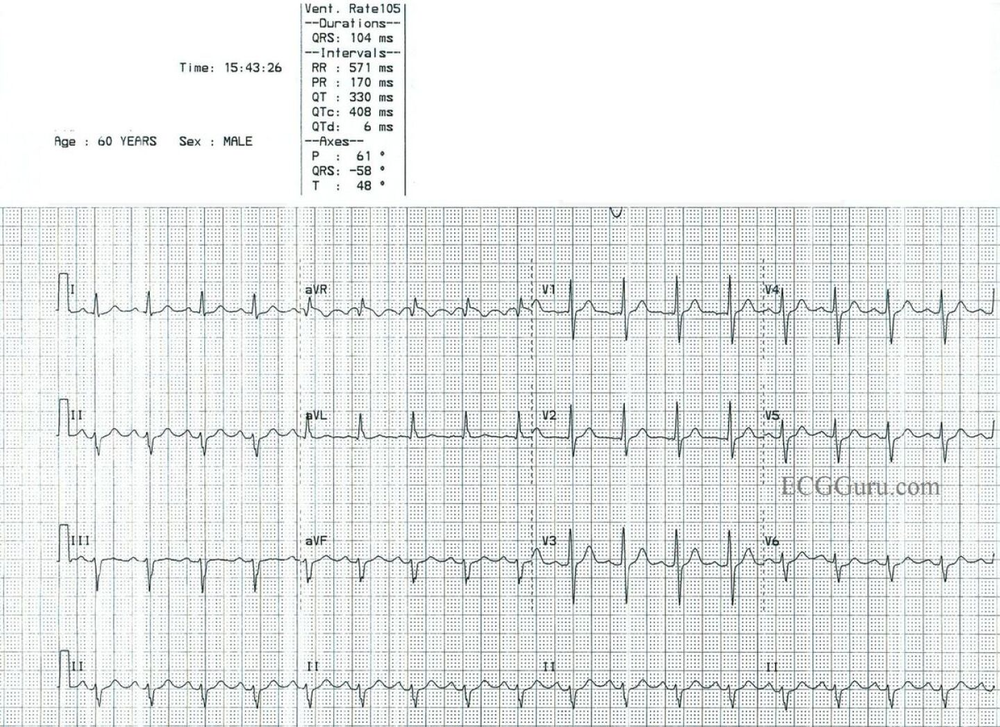 Vent. Rate105
--Durations--
QRS: 104 ms
--Intervals--
Time: 15:43:26
RR : 571 ms
PR : 170 ms
QT : 330 ms
QTc: 408 ms
QTd: 6 ms
Age : 60 YEARS Sex : MALE
--Axes--
P : 61 °
QRS: -58 °
T : 48 °
I aVR V1 V4
II aVL V2 V5
ECGGuru.com
III aVF V3 V6
II II II II